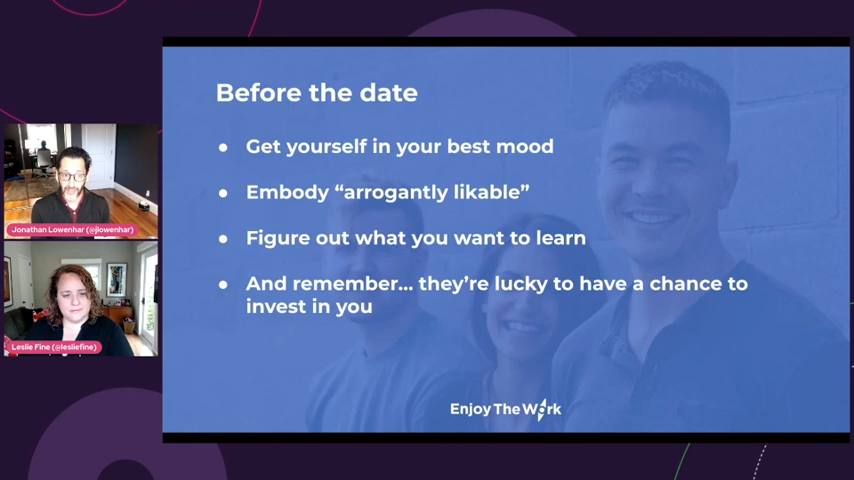 Before the date
● Get yourself in your best mood
● Embody “arrogantly likable”
● Figure out what you want to learn
● And remember... they’re lucky to have a chance to
invest in you
Enjoy The Work
Jonathan Lowenhar (@jlowenhar)
Leslie Fine (@lesliefine)